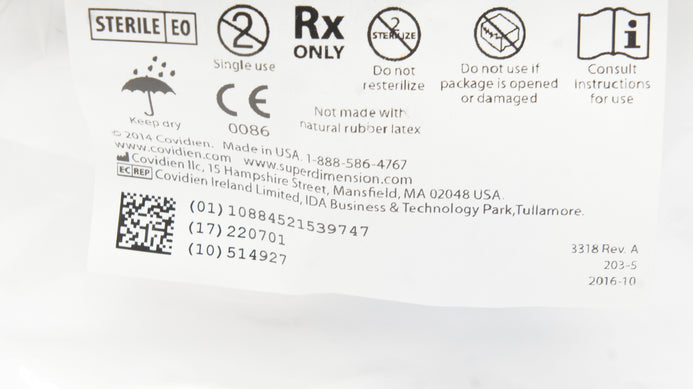 STERILE EO
2
Single use
Rx
ONLY
2
STERILIZE
Do not
resterilize
Do not use if
package is opened
or damaged
i
Consult
instructions
for use
Keep dry
CE
0086
Not made with
natural rubber latex
© 2014 Covidien. Made in USA. 1-888-586-4767
www.covidien.com www.superdimension.com
Covidien llc, 15 Hampshire Street, Mansfield, MA 02048 USA.
EC REP Covidien Ireland Limited, IDA Business & Technology Park,Tullamore.
(01)10884521539747
(17)220701
(10)514927
3318 Rev. A
203-5
2016-10